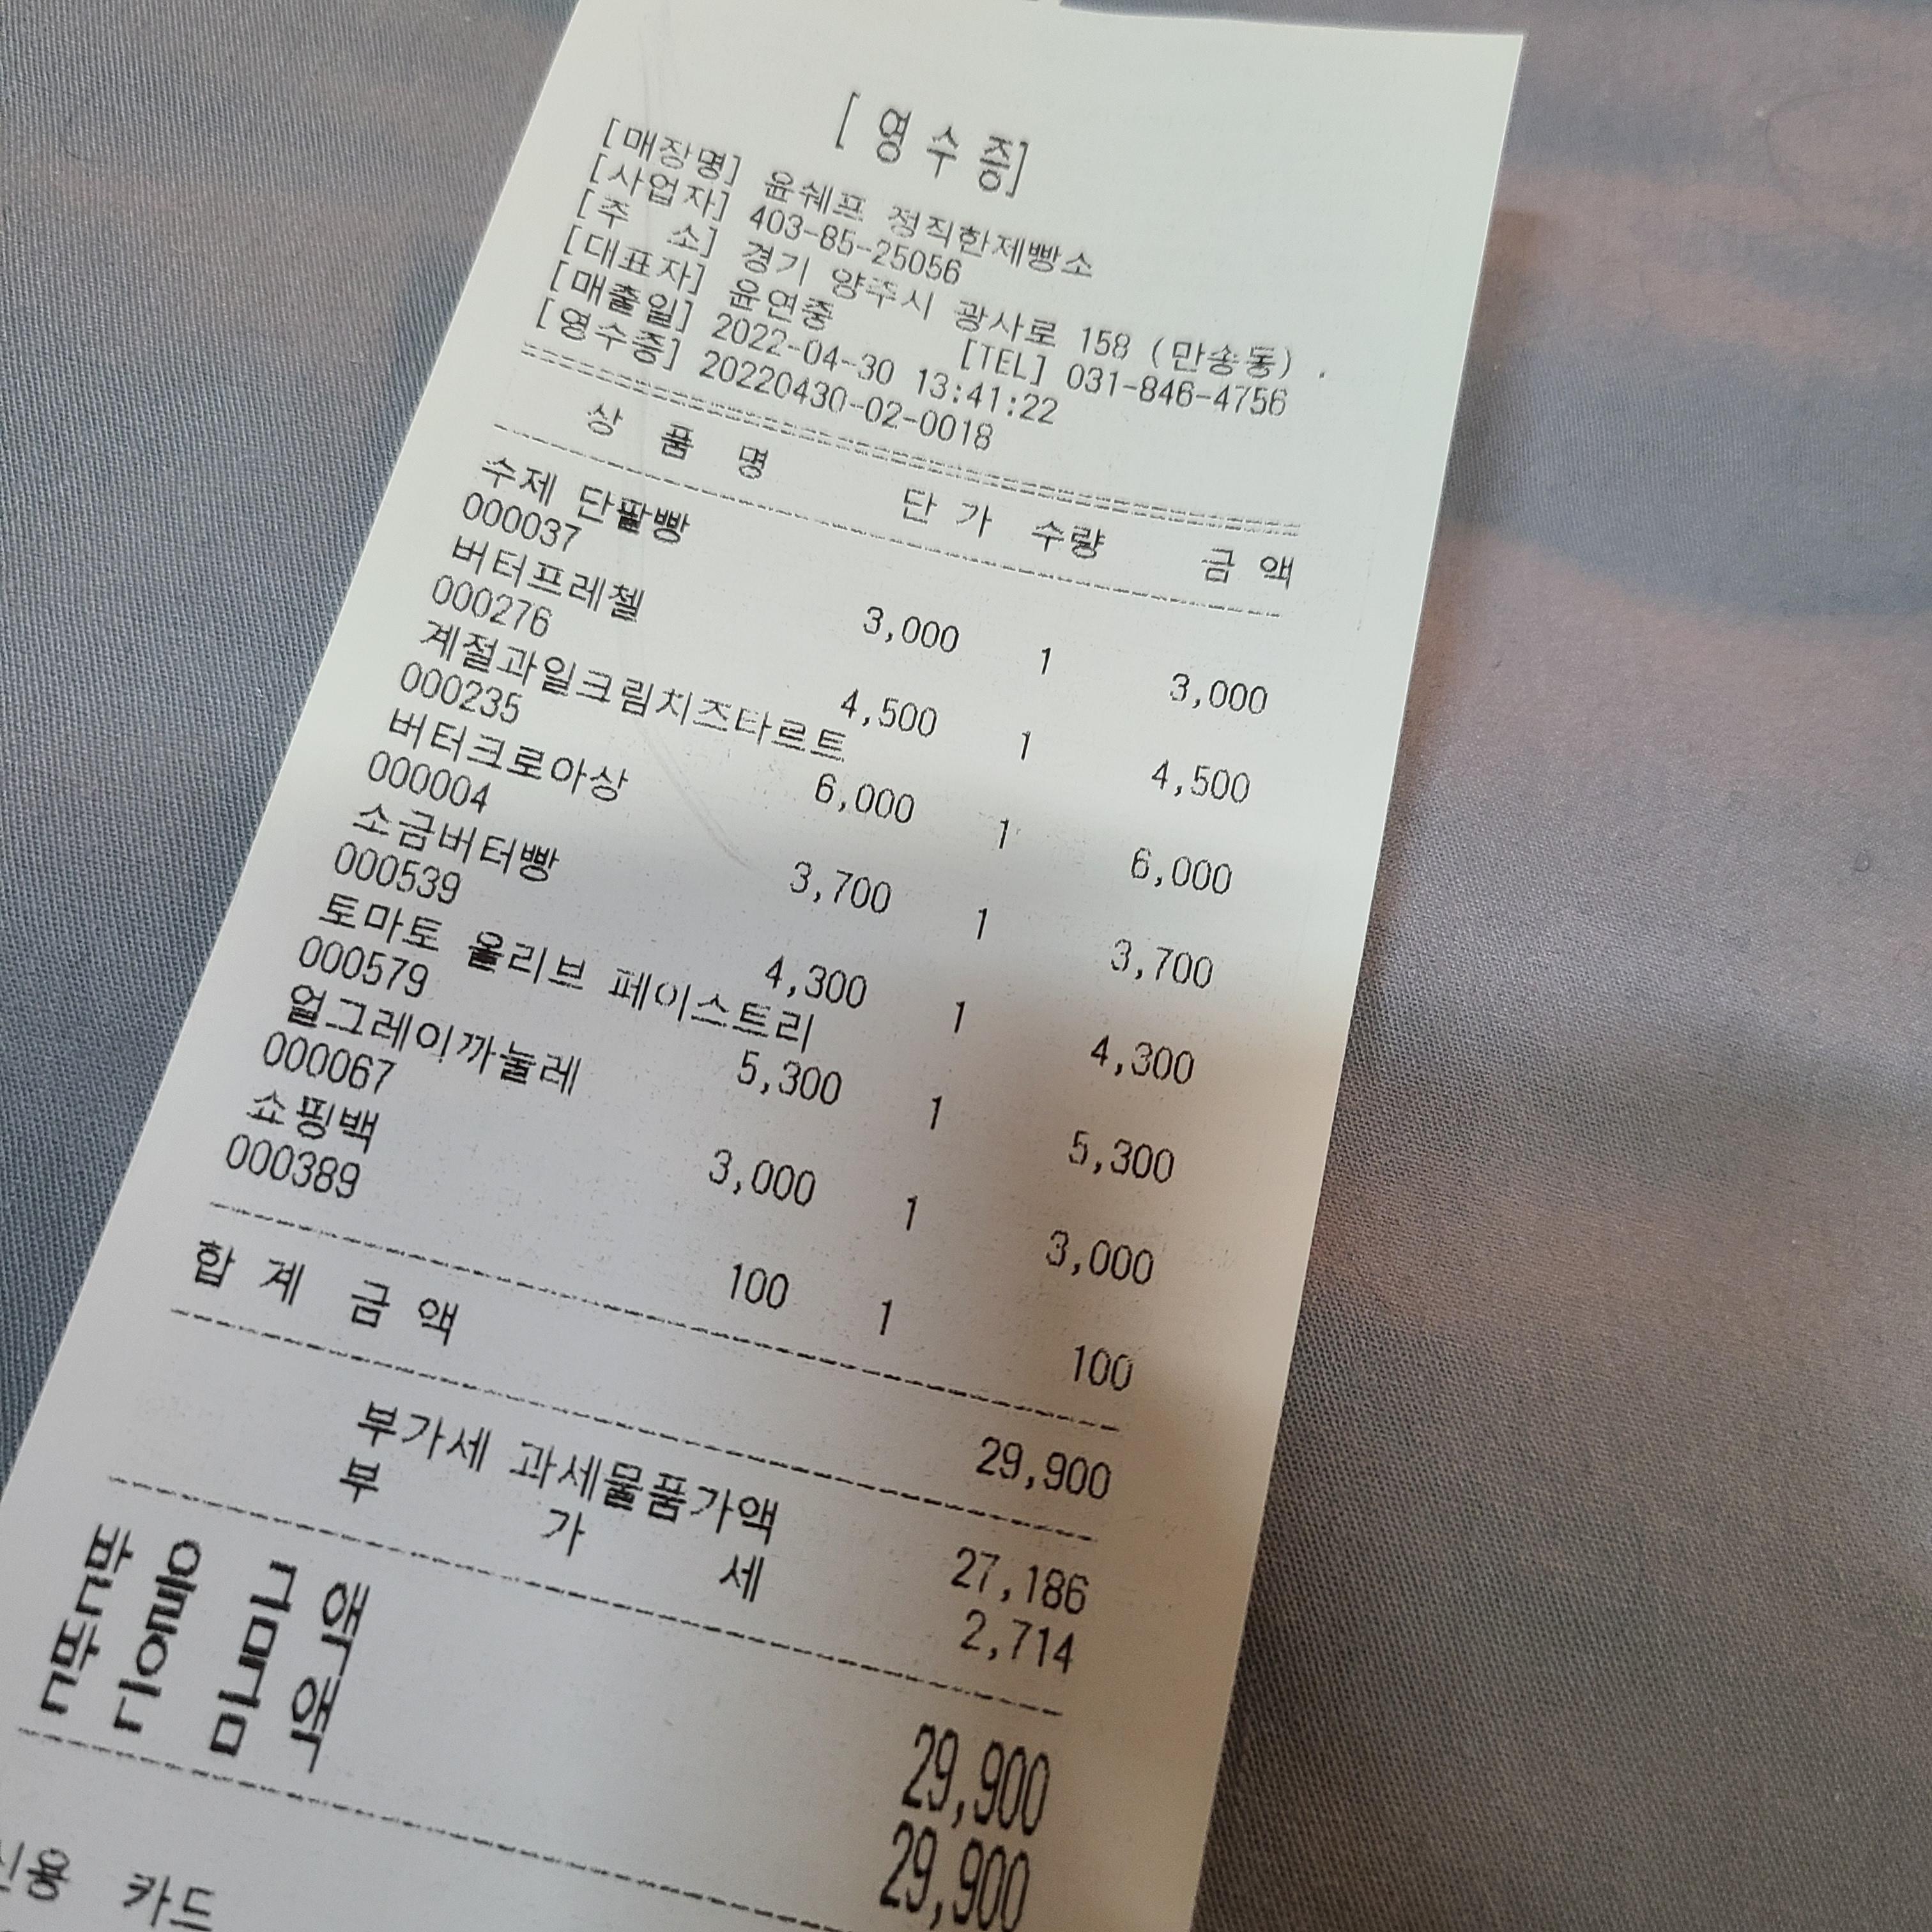 [ 영 수 증]
[매장명] 윤쉐프 정직한제빵소
[사업자] 403-85-25056
[주 소] 경기 양주시 광사로 158 (만송동) .
[대표자] 윤연중 [TEL] 031-846-4756
[매출일] 2022-04-30 13:41:22
[영수증] 20220430-02-0018
상 품 명 단 가 수량 금 액
수제 단팥빵
000037 3,000 1 3,000
버터프레첼
000276 4,500 1 4,500
계절과일크림치즈타르트
000235 6,000 1 6,000
버터크로아상
000004 3,700 1 3,700
소금버터빵
000539 4,300 1 4,300
토마토 올리브 페이스트리
000579 5,300 1 5,300
얼그레이까눌레
000067 3,000 1 3,000
쇼핑백
000389 100 1 100
합 계 금 액 29,900
부가세 과세물품가액 27,186
부 가 세 2,714
받 을 금 액 29,900
받 은 금 액 29,900
신용 카드